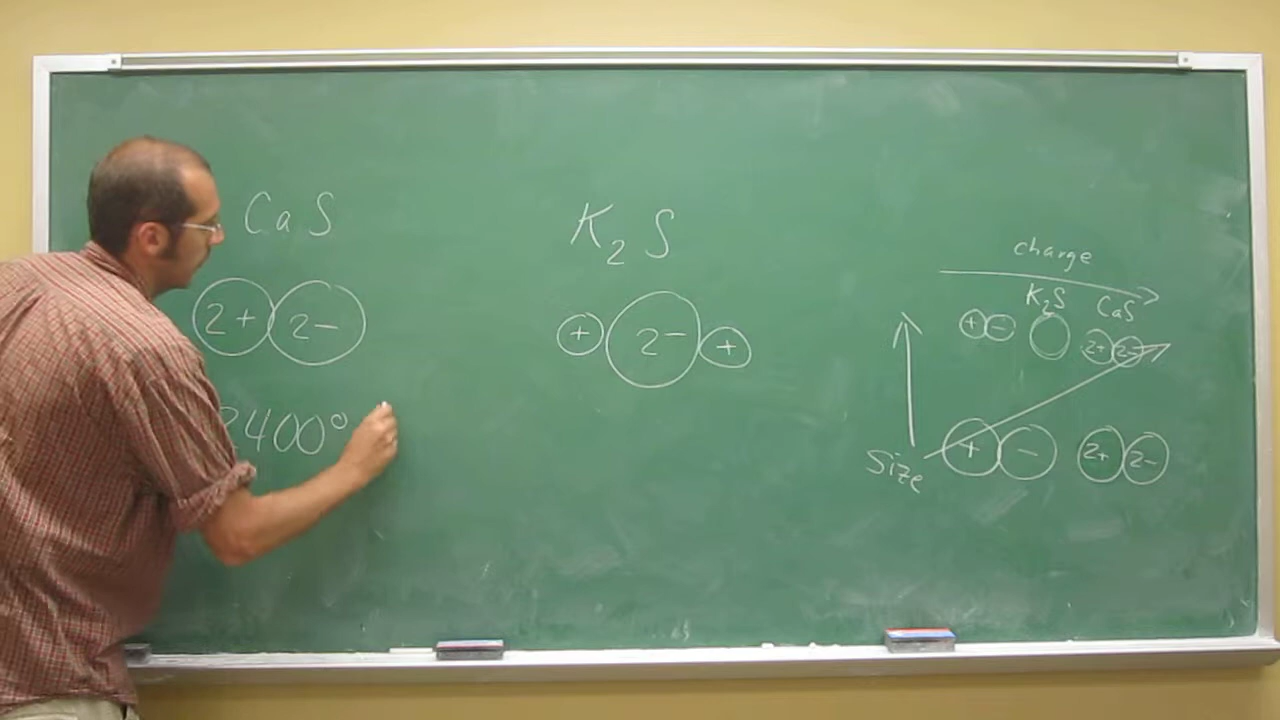 CaS
2+ 2-
2400°
K2S
+ 2- +
charge
K2S CaS
+ - 2+ 2-
size
+ - 2+ 2-